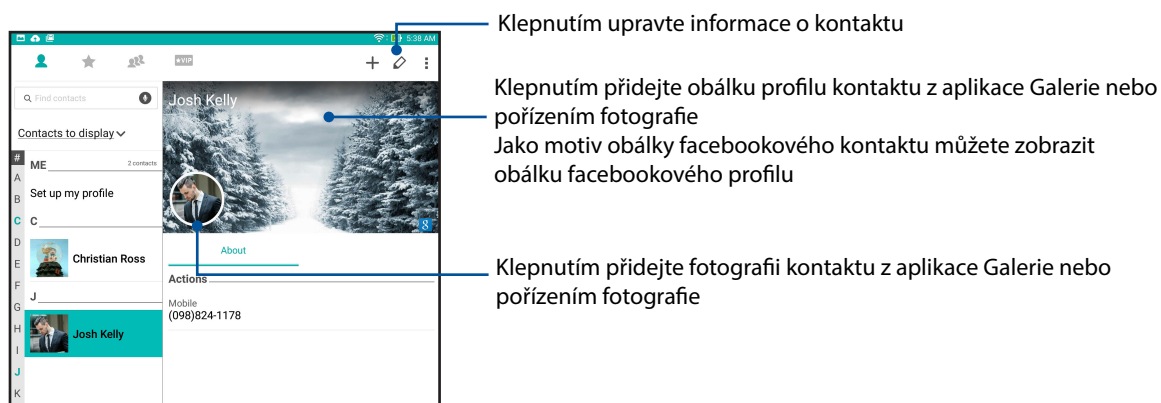 5:38 AM
VIP
Find contacts
Contacts to display
#
ME
2 contacts
A
Set up my profile
B
C
C
D
Christian Ross
E
F
J
G
H
Josh Kelly
I
J
K
Josh Kelly
8
About
Actions
Mobile
(098)824-1178
Klepnutím upravte informace o kontaktu
Klepnutím přidejte obálku profilu kontaktu z aplikace Galerie nebo
pořízením fotografie
Jako motiv obálky facebookového kontaktu můžete zobrazit
obálku facebookového profilu
Klepnutím přidejte fotografii kontaktu z aplikace Galerie nebo
pořízením fotografie